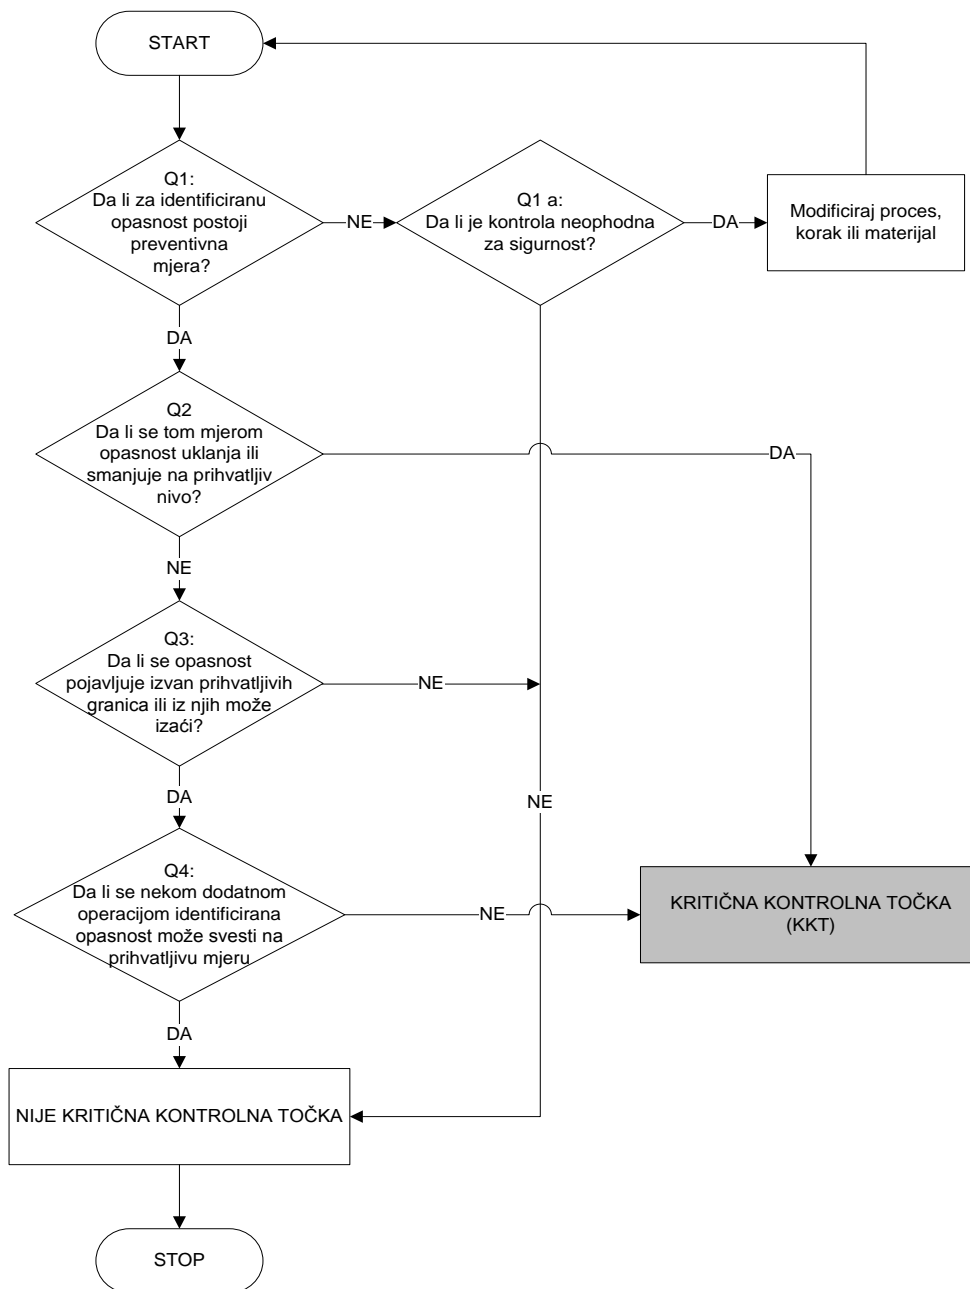 START
Q1:
Da li za identificiranu
opasnost postoji
preventivna
mjera?
NE
Q1 a:
Da li je kontrola neophodna
za sigurnost?
DA
Modificiraj proces,
korak ili materijal
DA
Q2
Da li se tom mjerom
opasnost uklanja ili
smanjuje na prihvatljiv
nivo?
DA
NE
Q3:
Da li se opasnost
pojavljuje izvan prihvatljivih
granica ili iz njih može
izaći?
NE
DA
NE
Q4:
Da li se nekom dodatnom
operacijom identificirana
opasnost može svesti na
prihvatljivu mjeru
NE
KRITIČNA KONTROLNA TOČKA
(KKT)
DA
NIJE KRITIČNA KONTROLNA TOČKA
STOP